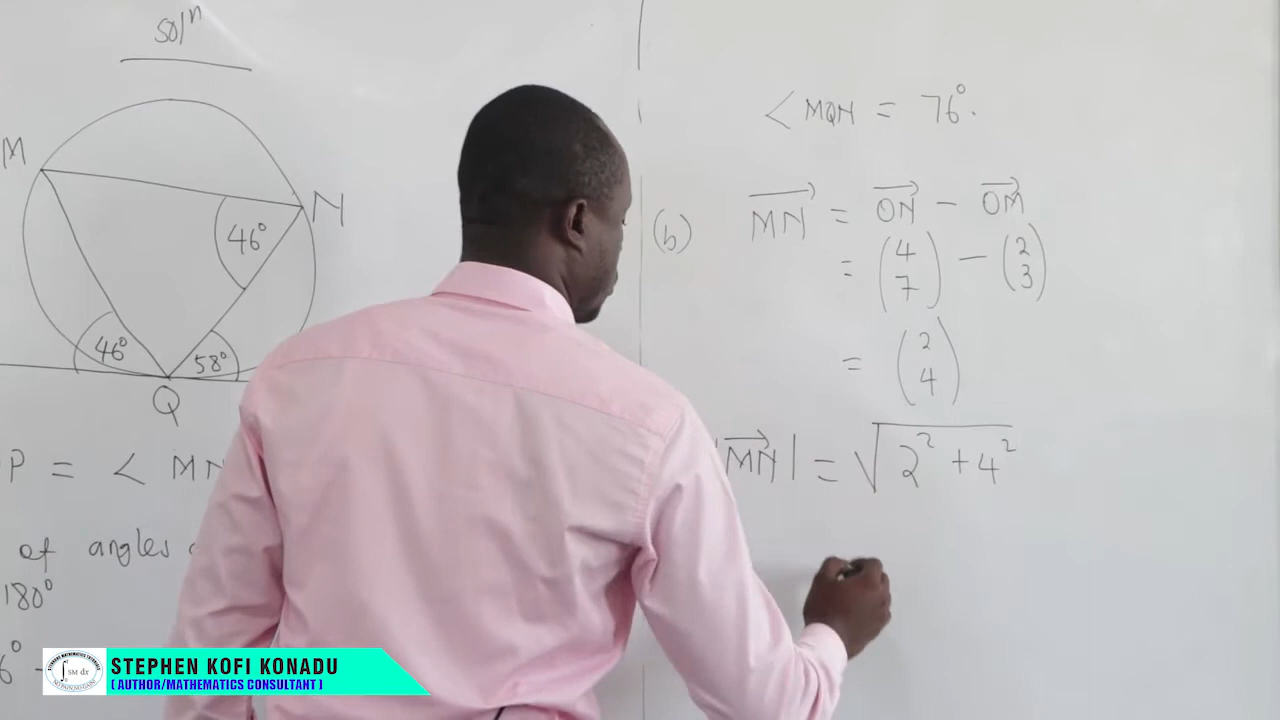 solⁿ
M
N
46°
46°
58°
Q
P = < MN
of angles
180°
6° -
< MQN = 76°.
(b) MN = ON - OM
= (4 7) - (2 3)
= (2 4)
|MN| = √2² + 4²
STEPHEN KOFI KONADU
( AUTHOR/MATHEMATICS CONSULTANT )